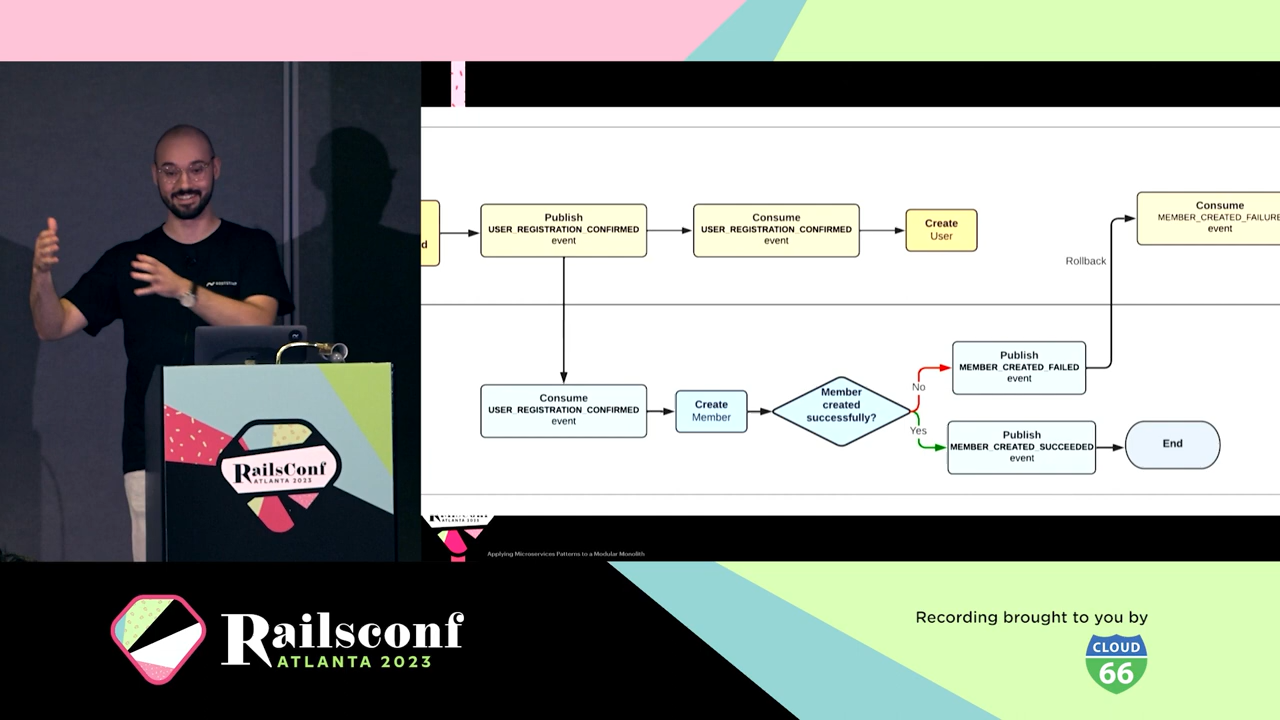 d
Publish
USER_REGISTRATION_CONFIRMED
event
Consume
USER_REGISTRATION_CONFIRMED
event
Create
User
Consume
MEMBER_CREATED_FAILURE
event
Rollback
Consume
USER_REGISTRATION_CONFIRMED
event
Create
Member
Member
created
successfully?
No
Yes
Publish
MEMBER_CREATED_FAILED
event
Publish
MEMBER_CREATED_SUCCEEDED
event
End
ATLANTA 2023
Applying Microservices Patterns to a Modular Monolith
RailsConf
ATLANTA 2023
Railsconf
ATLANTA 2023
Recording brought to you by
CLOUD
66